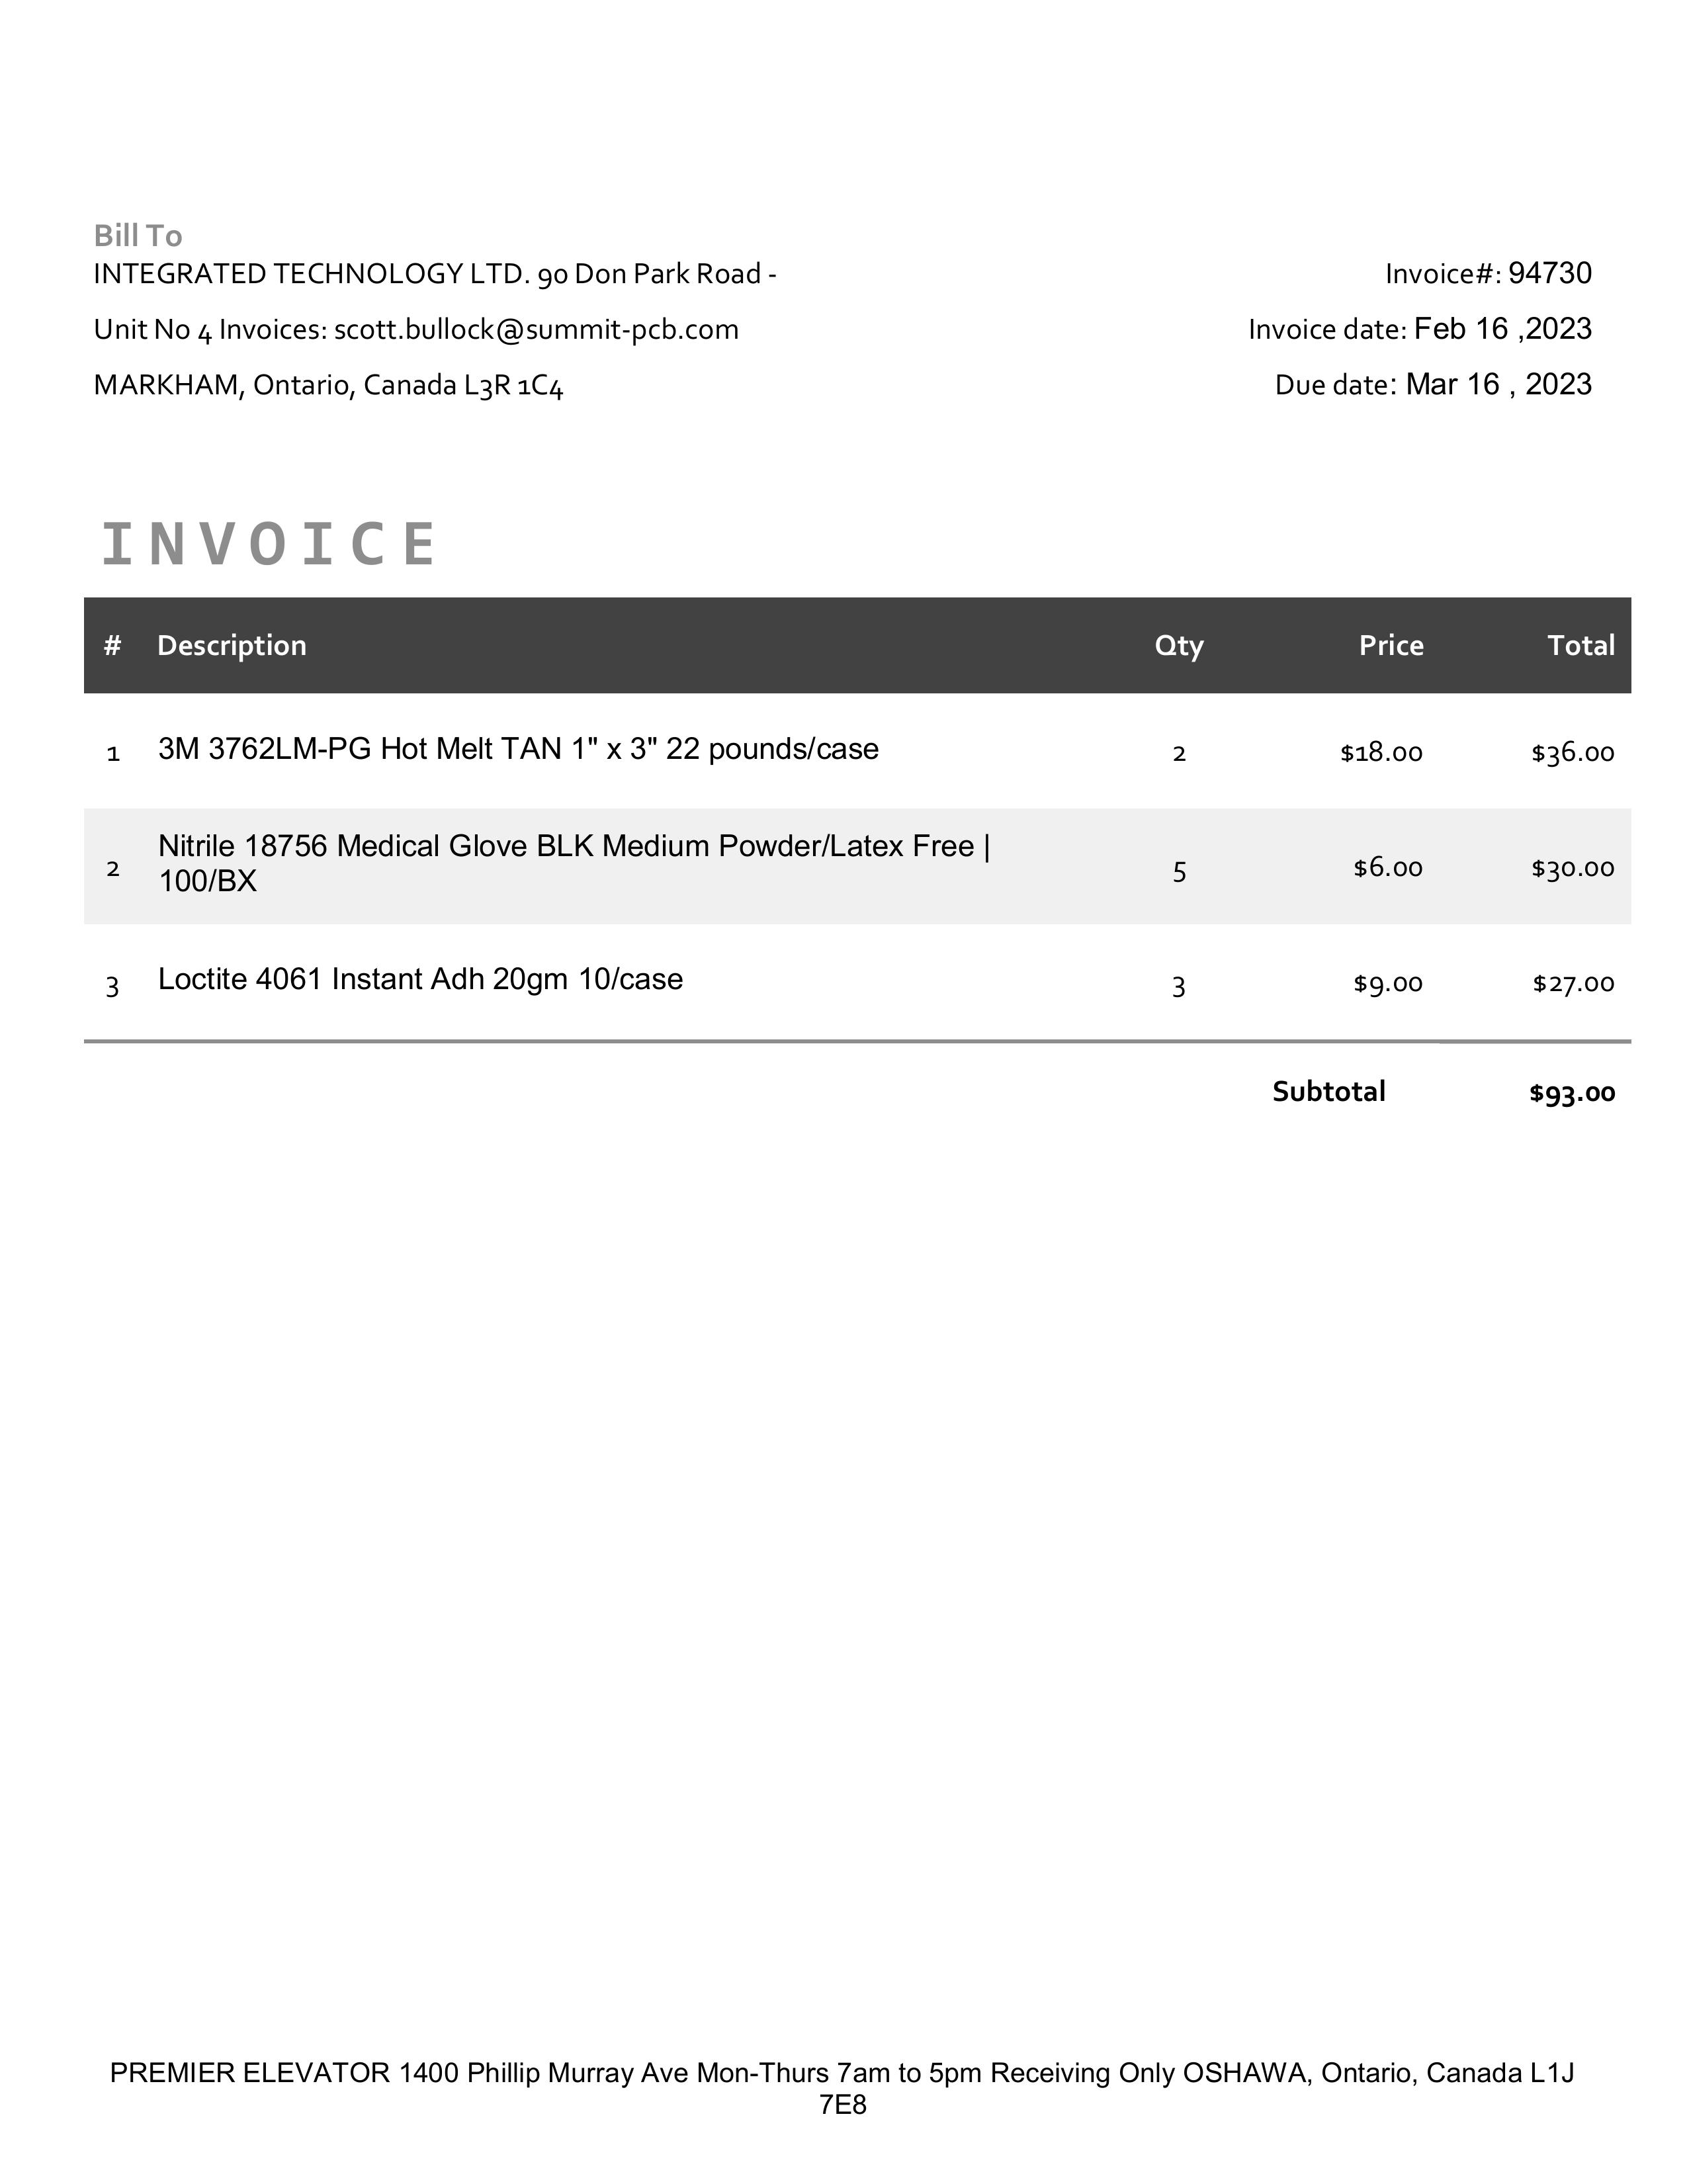 Bill To
INTEGRATED TECHNOLOGY LTD. 90 Don Park Road -
Unit No 4 Invoices: scott.bullock@summit-pcb.com
MARKHAM, Ontario, Canada L3R 1C4
Invoice#: 94730
Invoice date: Feb 16 ,2023
Due date: Mar 16 , 2023
INVOICE
# Description Qty Price Total
1 3M 3762LM-PG Hot Melt TAN 1" x 3" 22 pounds/case 2 $18.00 $36.00
2 Nitrile 18756 Medical Glove BLK Medium Powder/Latex Free |
100/BX 5 $6.00 $30.00
3 Loctite 4061 Instant Adh 20gm 10/case 3 $9.00 $27.00
Subtotal $93.00
PREMIER ELEVATOR 1400 Phillip Murray Ave Mon-Thurs 7am to 5pm Receiving Only OSHAWA, Ontario, Canada L1J
7E8